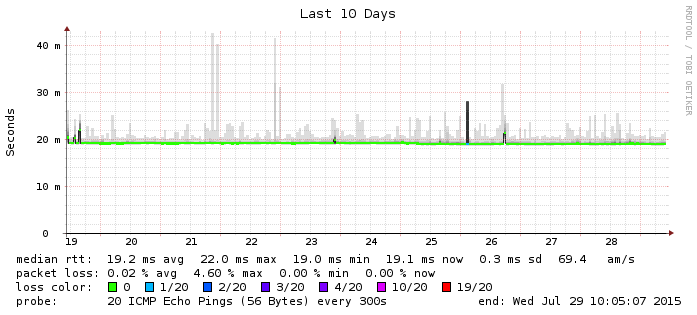 Last 10 Days
RRDTOOL / TOBI OETIKER
Seconds
40 m
30 m
20 m
10 m
0
19 20 21 22 23 24 25 26 27 28
median rtt: 19.2 ms avg 22.0 ms max 19.0 ms min 19.1 ms now 0.3 ms sd 69.4 am/s
packet loss: 0.02 % avg 4.60 % max 0.00 % min 0.00 % now
loss color: 0 1/20 2/20 3/20 4/20 10/20 19/20
probe: 20 ICMP Echo Pings (56 Bytes) every 300s end: Wed Jul 29 10:05:07 2015